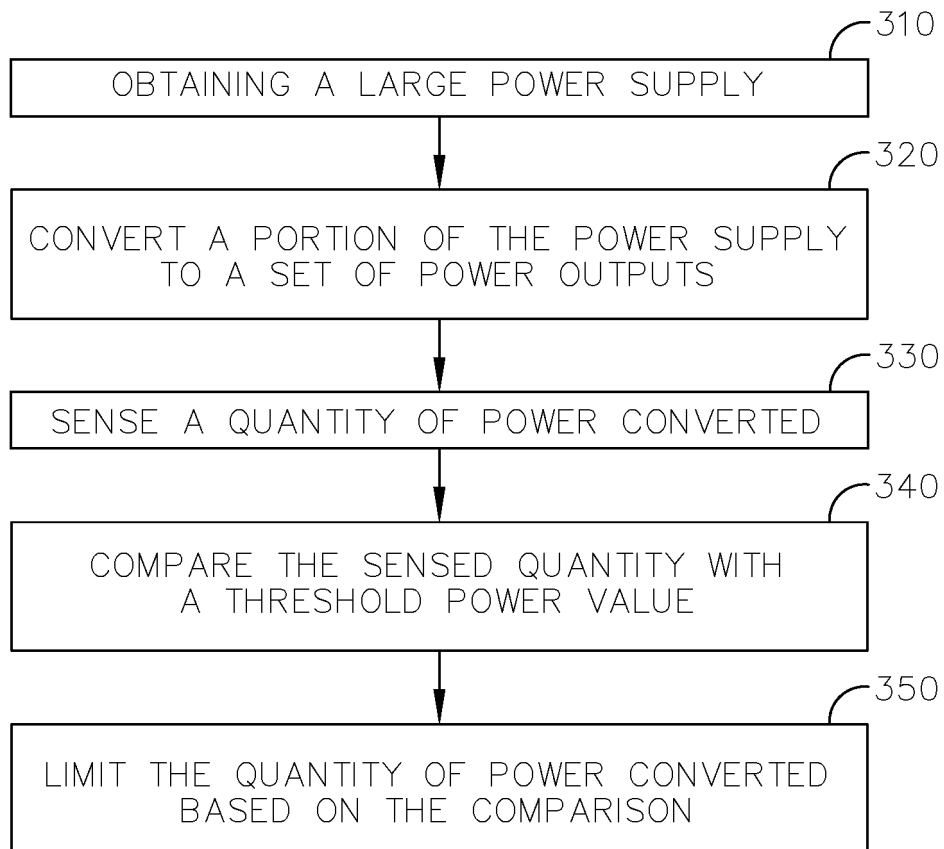 310
OBTAINING A LARGE POWER SUPPLY
320
CONVERT A PORTION OF THE POWER SUPPLY
TO A SET OF POWER OUTPUTS
330
SENSE A QUANTITY OF POWER CONVERTED
340
COMPARE THE SENSED QUANTITY WITH
A THRESHOLD POWER VALUE
350
LIMIT THE QUANTITY OF POWER CONVERTED
BASED ON THE COMPARISON